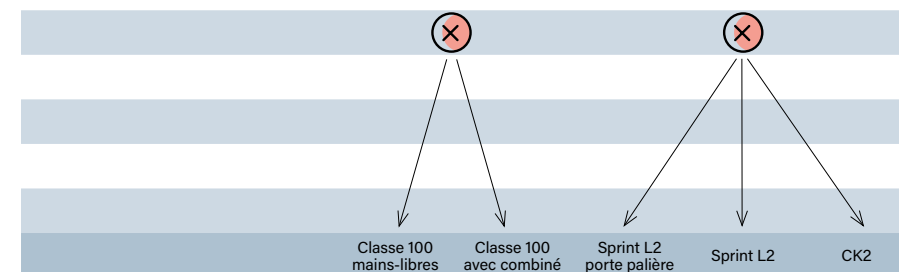 Classe 100
mains-libres
Classe 100
avec combiné
Sprint L2
porte palière
Sprint L2
CK2